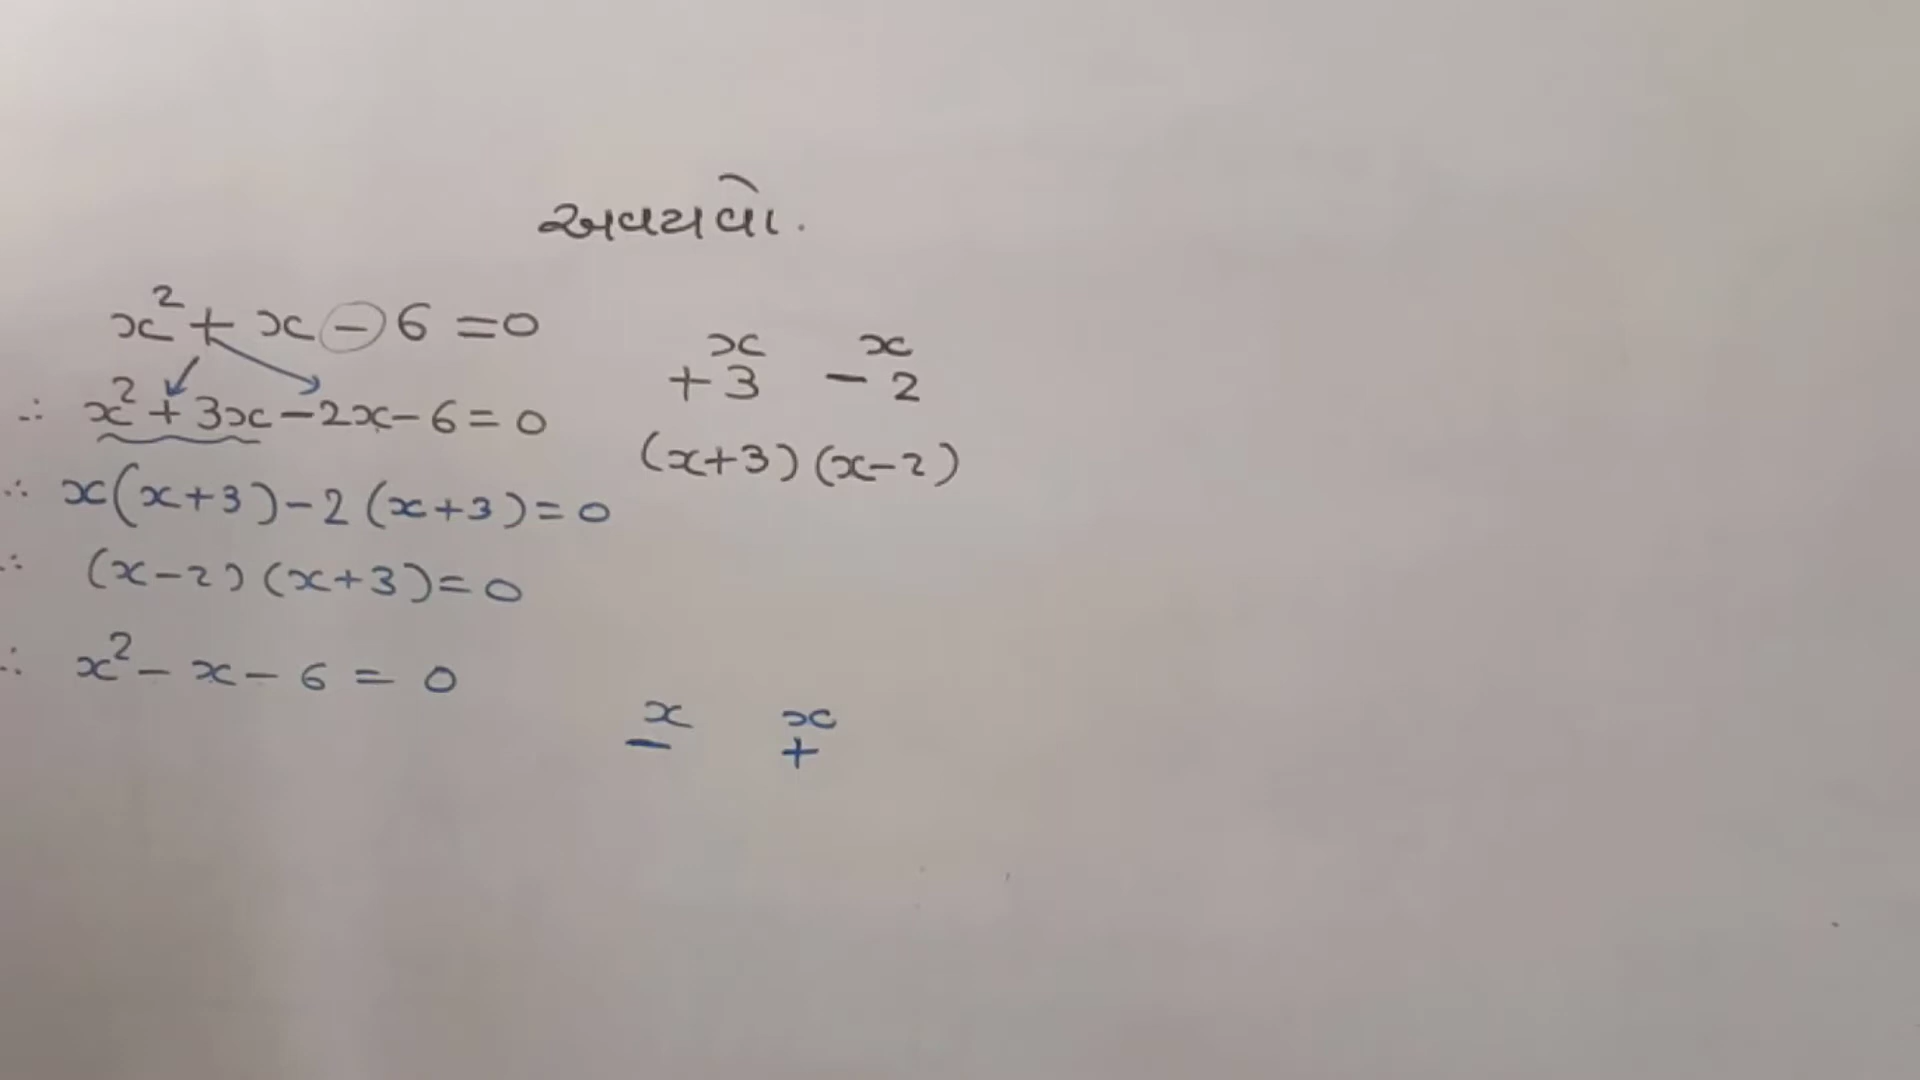 અવયવો.
x² + x - 6 = 0
∴ x² + 3x - 2x - 6 = 0
∴ x(x+3) - 2(x+3) = 0
∴ (x-2)(x+3) = 0
∴ x² - x - 6 = 0
x x
+3 -2
(x+3)(x-2)
x x
- +